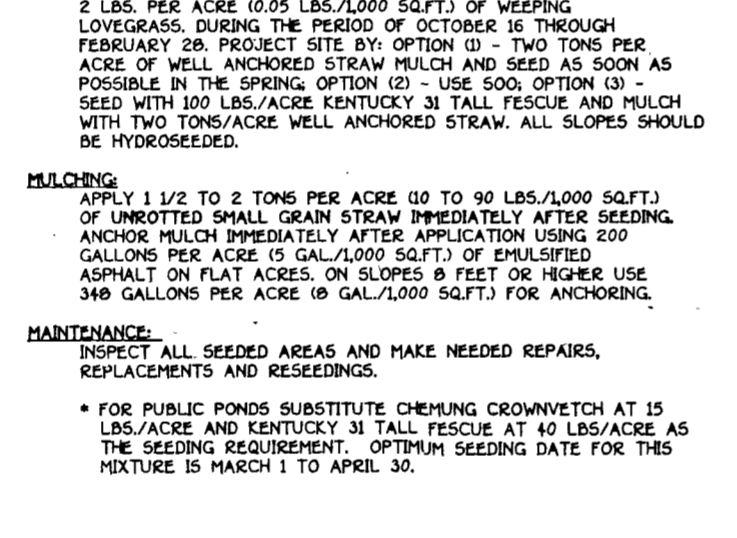 2 LBS. PER ACRE (0.05 LBS./1,000 SQ.FT.) OF WEEPING
LOVEGRASS. DURING THE PERIOD OF OCTOBER 16 THROUGH
FEBRUARY 28. PROJECT SITE BY: OPTION (1) - TWO TONS PER
ACRE OF WELL ANCHORED STRAW MULCH AND SEED AS SOON AS
POSSIBLE IN THE SPRING; OPTION (2) - USE SOO; OPTION (3) -
SEED WITH 100 LBS./ACRE KENTUCKY 31 TALL FESCUE AND MULCH
WITH TWO TONS/ACRE WELL ANCHORED STRAW. ALL SLOPES SHOULD
BE HYDROSEEDED.
MULCHING:
APPLY 1 1/2 TO 2 TONS PER ACRE (10 TO 90 LBS./1,000 SQ.FT.)
OF UNROTTED SMALL GRAIN STRAW IMMEDIATELY AFTER SEEDING.
ANCHOR MULCH IMMEDIATELY AFTER APPLICATION USING 200
GALLONS PER ACRE (5 GAL./1,000 SQ.FT.) OF EMULSIFIED
ASPHALT ON FLAT ACRES. ON SLOPES 8 FEET OR HIGHER USE
348 GALLONS PER ACRE (8 GAL./1,000 SQ.FT.) FOR ANCHORING.
MAINTENANCE:
INSPECT ALL SEEDED AREAS AND MAKE NEEDED REPAIRS,
REPLACEMENTS AND RESEEDINGS.
* FOR PUBLIC PONDS SUBSTITUTE CHEMUNG CROWNVETCH AT 15
LBS./ACRE AND KENTUCKY 31 TALL FESCUE AT 40 LBS/ACRE AS
THE SEEDING REQUIREMENT. OPTIMUM SEEDING DATE FOR THIS
MIXTURE IS MARCH 1 TO APRIL 30.